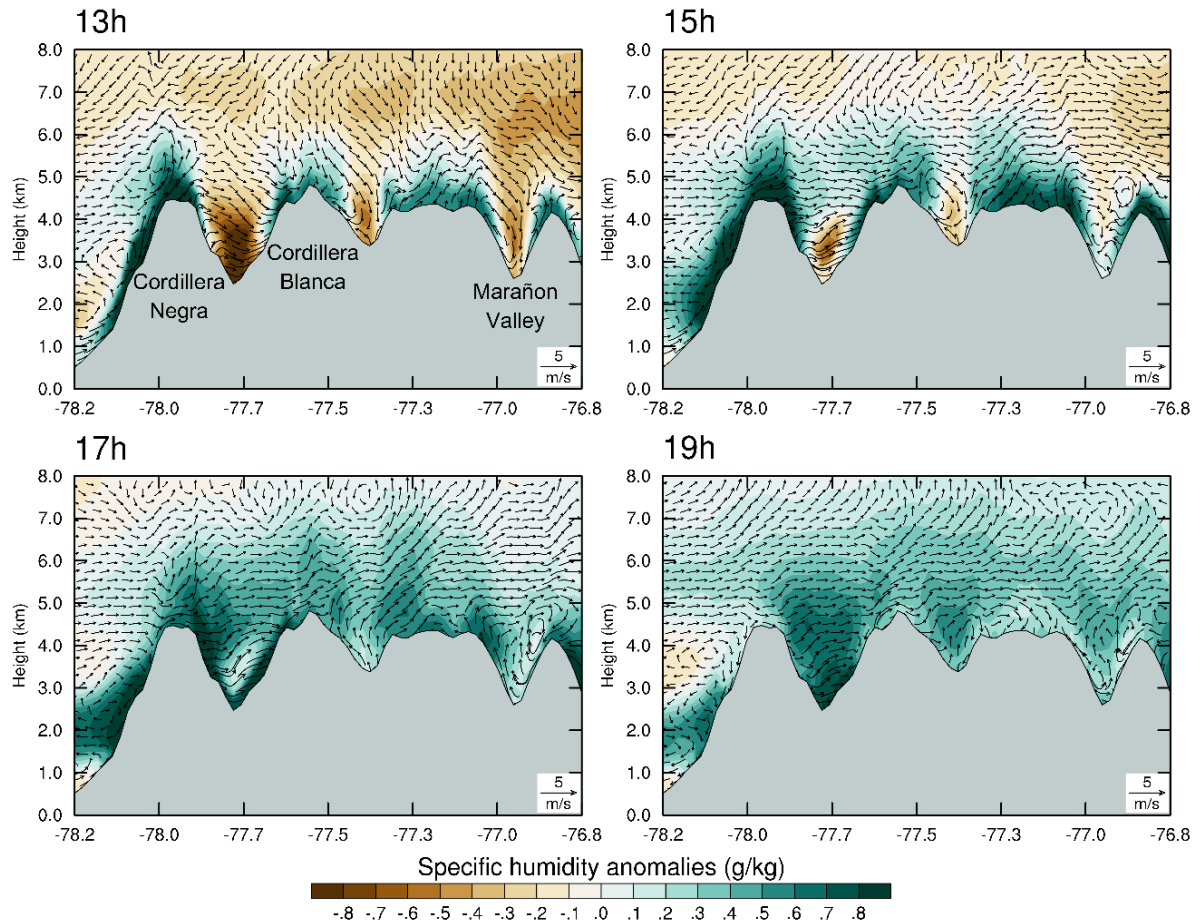 13h
15h
8.0
7.0
6.0
5.0
4.0
3.0
2.0
1.0
0.0
Height (km)
Cordillera
Negra
Cordillera
Blanca
Marañon
Valley
5
m/s
-78.2 -78.0 -77.7 -77.5 -77.3 -77.0 -76.8
8.0
7.0
6.0
5.0
4.0
3.0
2.0
1.0
0.0
Height (km)
5
m/s
-78.2 -78.0 -77.7 -77.5 -77.3 -77.0 -76.8
17h
19h
8.0
7.0
6.0
5.0
4.0
3.0
2.0
1.0
0.0
Height (km)
5
m/s
-78.2 -78.0 -77.7 -77.5 -77.3 -77.0 -76.8
8.0
7.0
6.0
5.0
4.0
3.0
2.0
1.0
0.0
Height (km)
5
m/s
-78.2 -78.0 -77.7 -77.5 -77.3 -77.0 -76.8
Specific humidity anomalies (g/kg)
-.8 -.7 -.6 -.5 -.4 -.3 -.2 -.1 .0 .1 .2 .3 .4 .5 .6 .7 .8